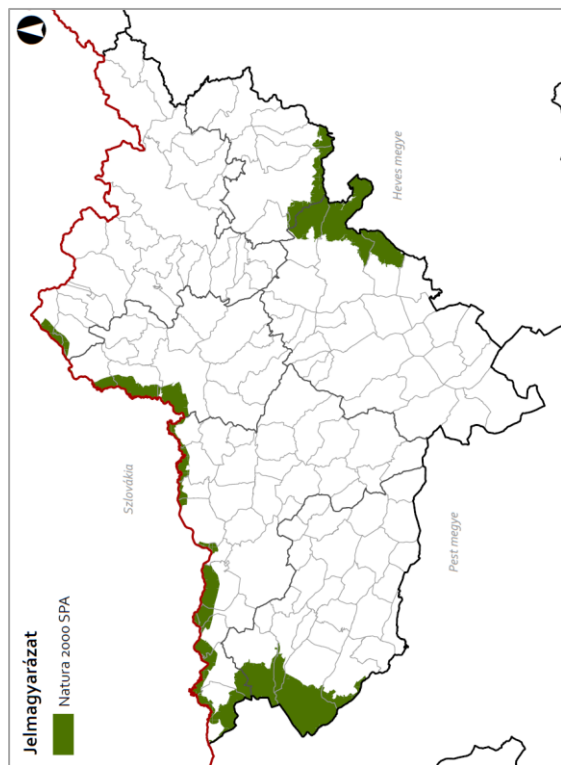 Jelmagyarázat
Natura 2000 SPA
Szlovákia
Pest megye
Heves megye